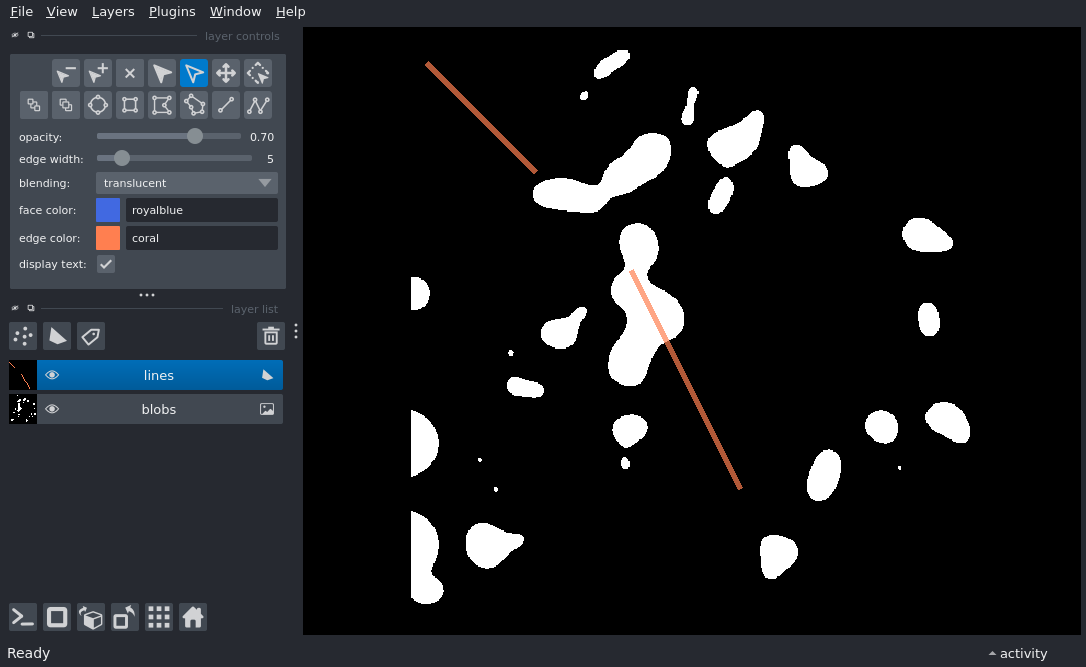 File View Layers Plugins Window Help
layer controls
opacity: 0.70
edge width: 5
blending: translucent
face color: royalblue
edge color: coral
display text:
layer list
lines
blobs
Ready
activity